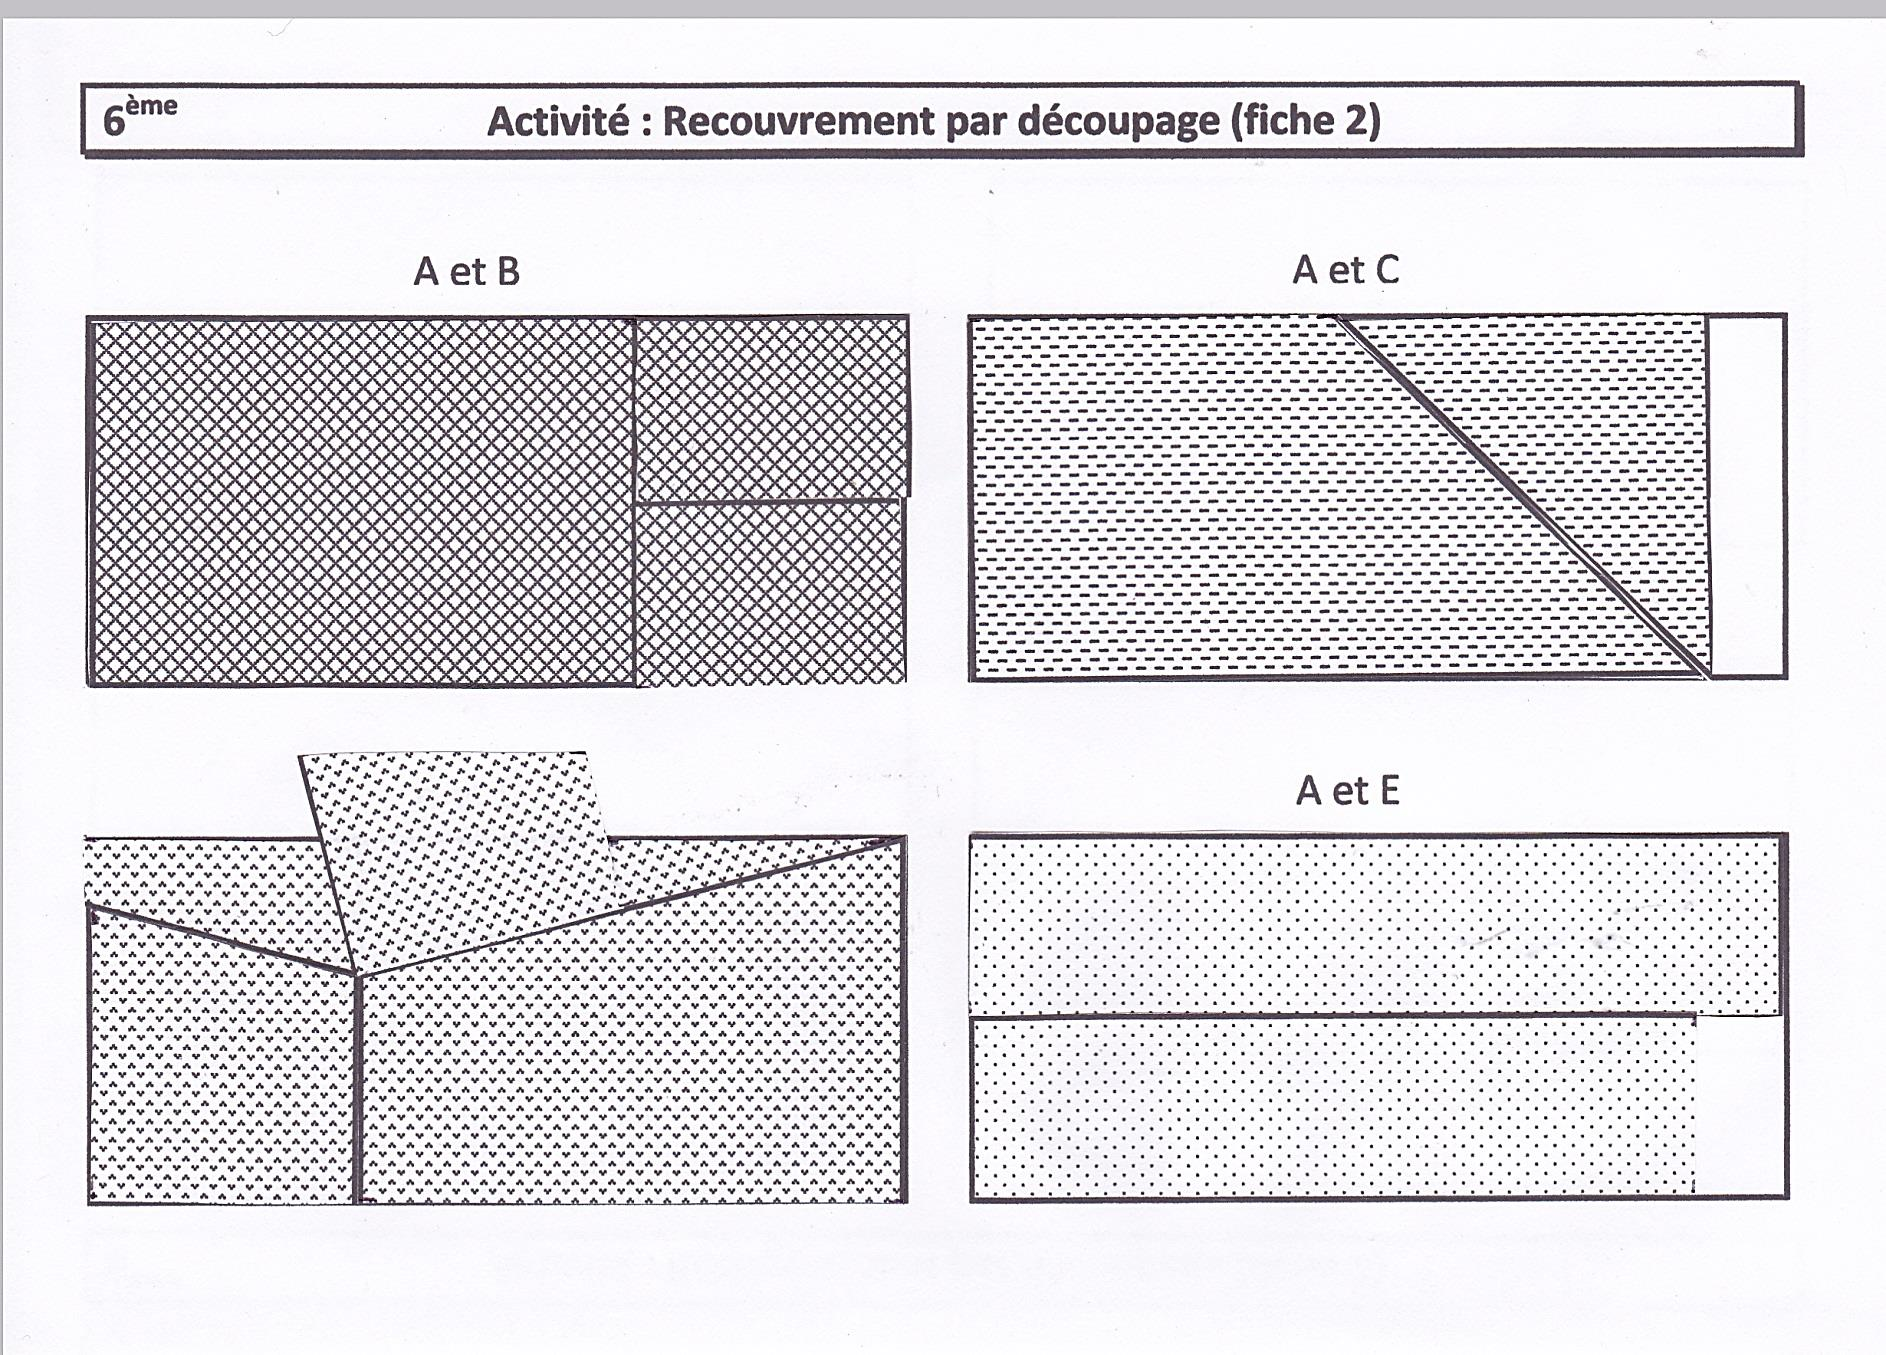 6ème Activité : Recouvrement par découpage (fiche 2)
A et B
A et C
A et E